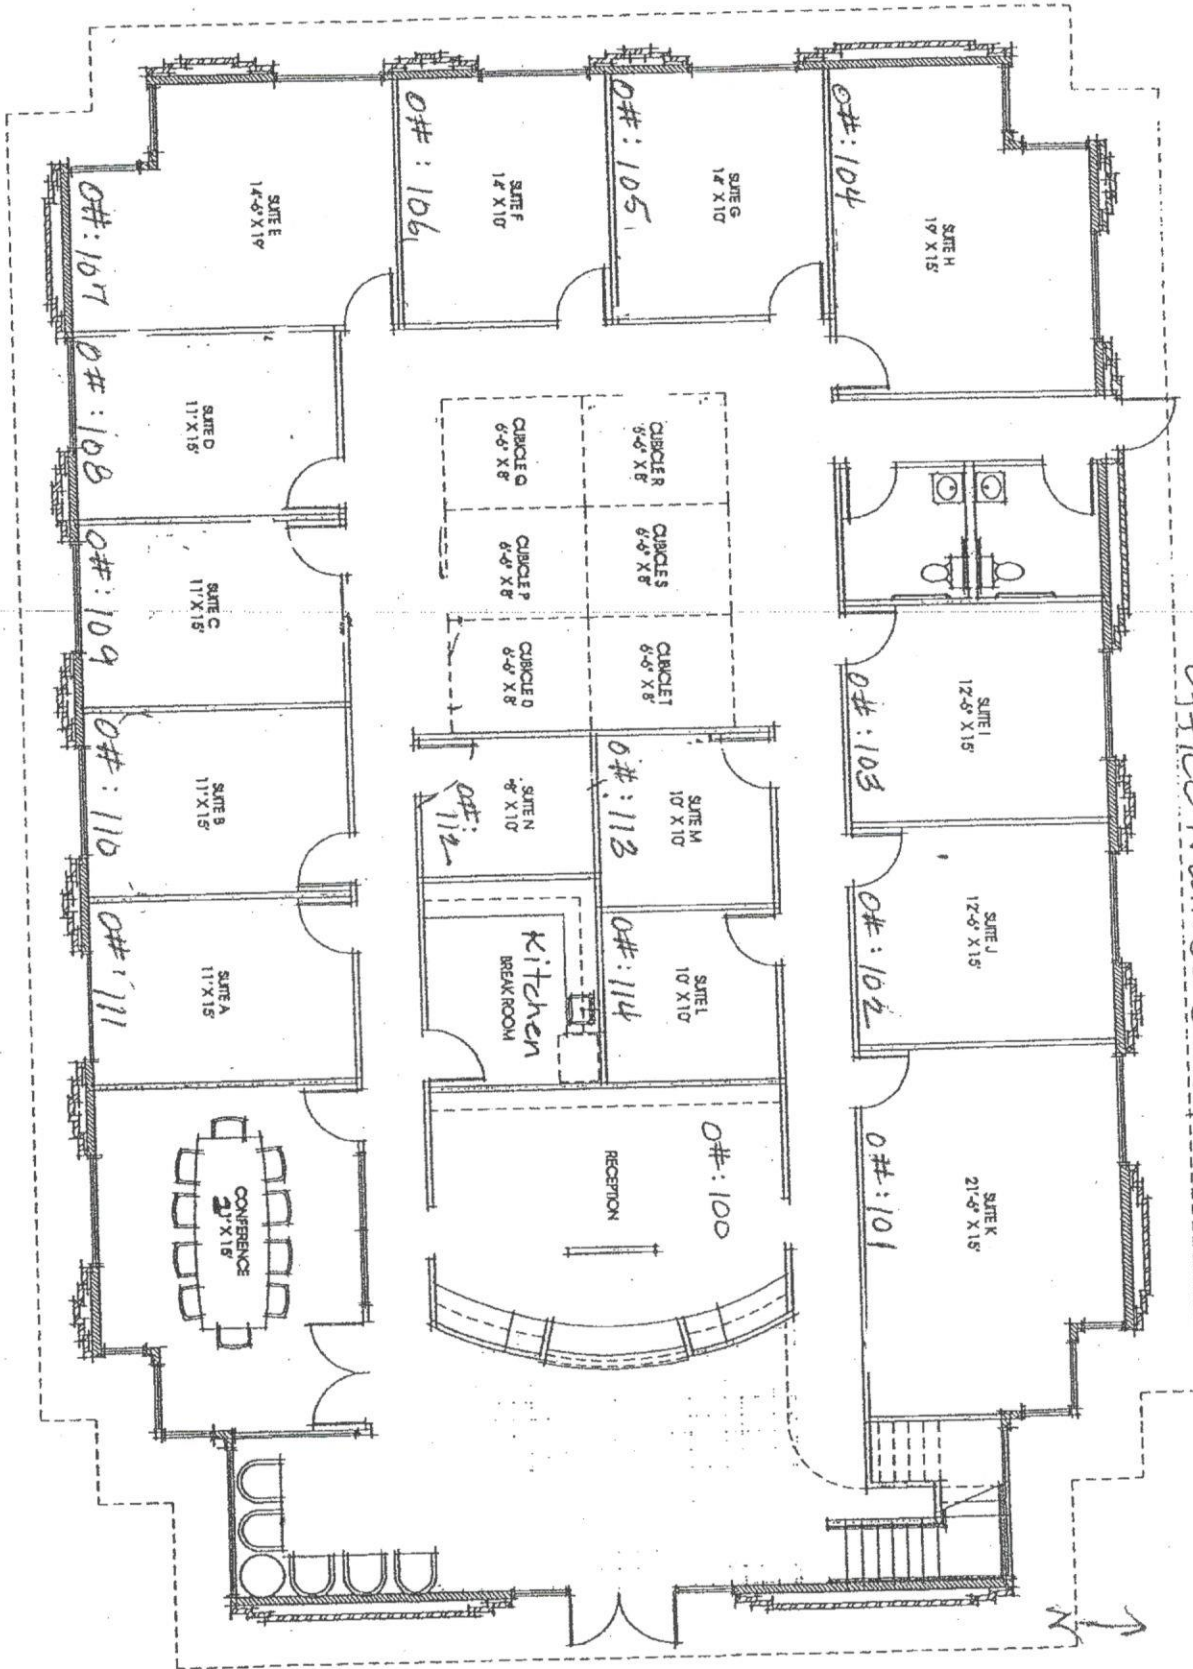 O#: 104
SUITE H
19' X 15'
O#: 105
SUITE G
14' X 10'
O#: 106
SUITE F
14' X 10'
O#: 107
SUITE E
14'-6" X 19'
O#: 108
SUITE D
11' X 15'
O#: 109
SUITE C
11' X 15'
O#: 110
SUITE B
11' X 15'
O#: 111
SUITE A
11' X 15'
CUBICLE R
6'-6" X 8'
CUBICLE S
6'-6" X 8'
CUBICLE T
6'-6" X 8'
CUBICLE Q
6'-6" X 8'
CUBICLE P
6'-6" X 8'
CUBICLE O
6'-6" X 8'
SUITE I
12'-6" X 15'
O#: 103
SUITE J
12'-6" X 15'
O#: 102
SUITE K
21'-6" X 15'
O#: 101
SUITE M
10' X 10'
O#: 113
SUITE N
8' X 10'
O#:
112
SUITE L
10' X 10'
O#: 114
Kitchen
BREAK ROOM
O#: 100
RECEPTION
CONFERENCE
21' X 15'
N